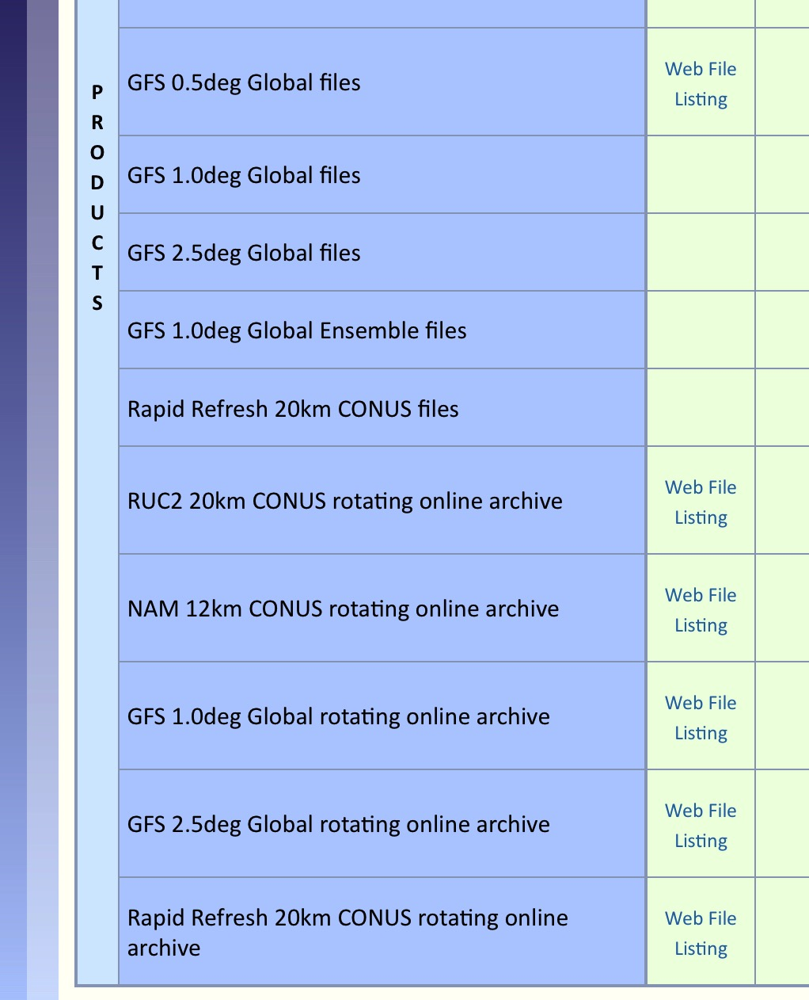 P
R
O
D
U
C
T
S
GFS 0.5deg Global files
Web File
Listing
GFS 1.0deg Global files
GFS 2.5deg Global files
GFS 1.0deg Global Ensemble files
Rapid Refresh 20km CONUS files
RUC2 20km CONUS rotating online archive
Web File
Listing
NAM 12km CONUS rotating online archive
Web File
Listing
GFS 1.0deg Global rotating online archive
Web File
Listing
GFS 2.5deg Global rotating online archive
Web File
Listing
Rapid Refresh 20km CONUS rotating online
archive
Web File
Listing